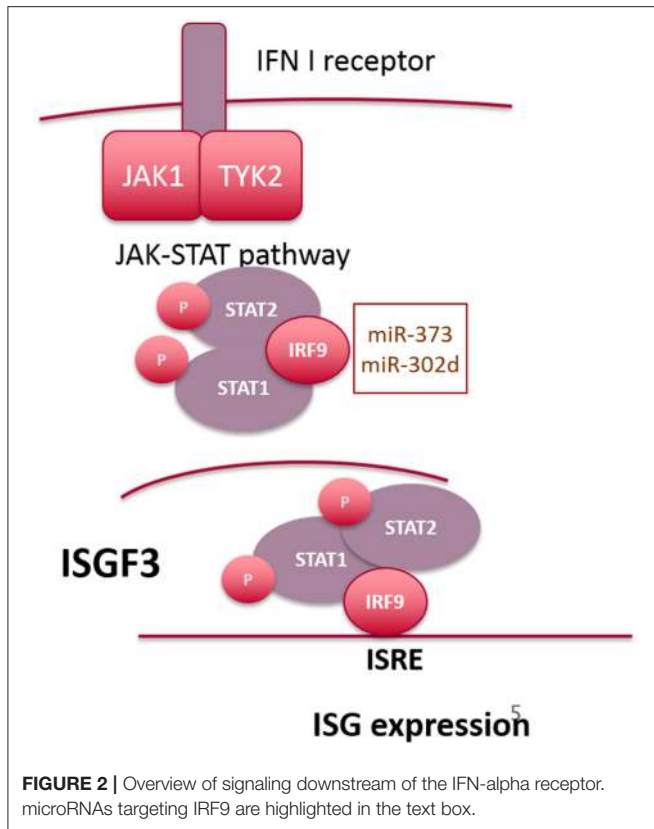 IFN I receptor
JAK1 TYK2
JAK-STAT pathway
P STAT2
IRF9
P STAT1
miR-373
miR-302d
P STAT2
ISGF3
STAT1
P
IRF9
ISRE
5
ISG expression
FIGURE 2 | Overview of signaling downstream of the IFN-alpha receptor.
microRNAs targeting IRF9 are highlighted in the text box.